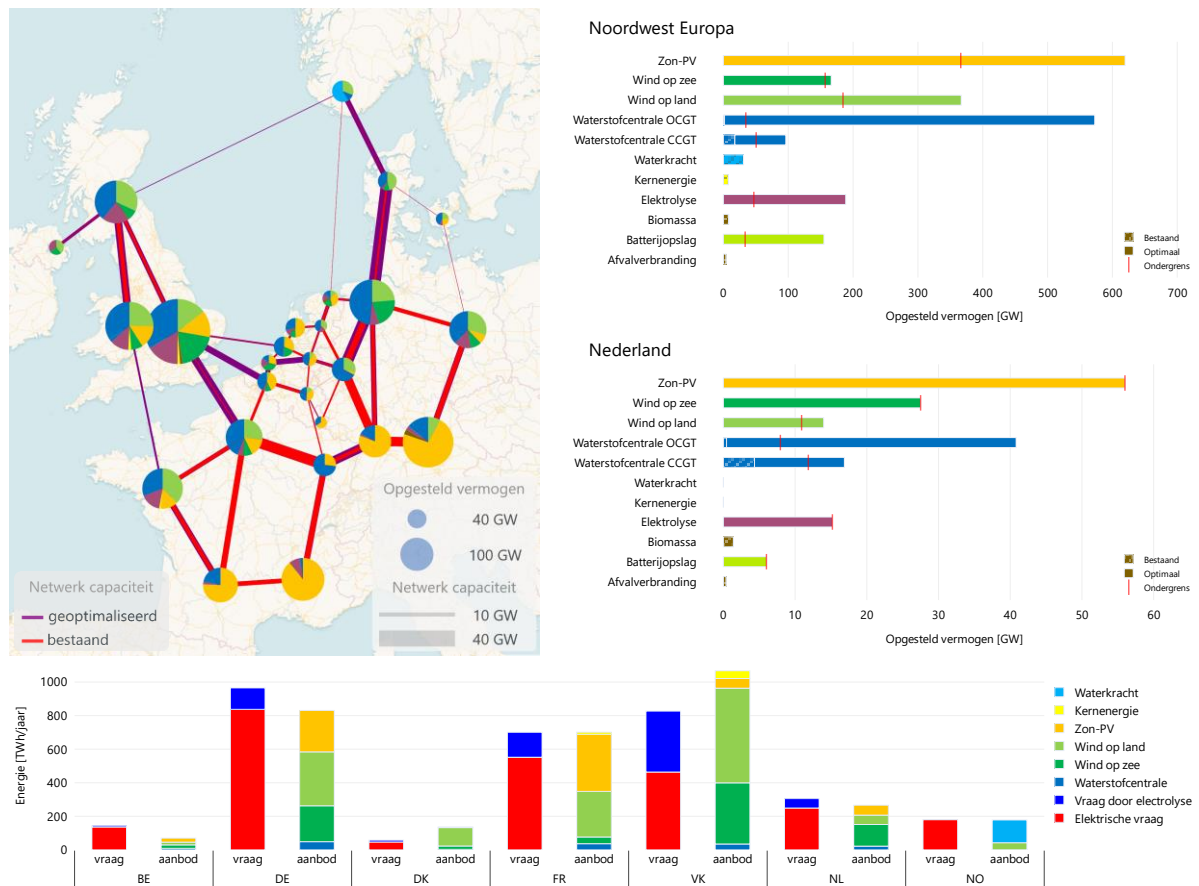 Opgesteld vermogen
40 GW
100 GW
Netwerk capaciteit
10 GW
40 GW
Netwerk capaciteit
geoptimaliseerd
bestaand
Noordwest Europa
Zon-PV
Wind op zee
Wind op land
Waterstofcentrale OCGT
Waterstofcentrale CCGT
Waterkracht
Kernenergie
Elektrolyse
Biomassa
Batterijopslag
Afvalverbranding
Bestaand
Optimaal
Ondergrens
0 100 200 300 400 500 600 700
Opgesteld vermogen [GW]
Nederland
Zon-PV
Wind op zee
Wind op land
Waterstofcentrale OCGT
Waterstofcentrale CCGT
Waterkracht
Kernenergie
Elektrolyse
Biomassa
Batterijopslag
Afvalverbranding
Bestaand
Optimaal
Ondergrens
0 10 20 30 40 50 60
Opgesteld vermogen [GW]
Energie [TWh/jaar]
1000
800
600
400
200
0
vraag aanbod vraag aanbod vraag aanbod vraag aanbod vraag aanbod vraag aanbod vraag aanbod
BE DE DK FR VK NL NO
Waterkracht
Kernenergie
Zon-PV
Wind op land
Wind op zee
Waterstofcentrale
Vraag door electrolyse
Elektrische vraag